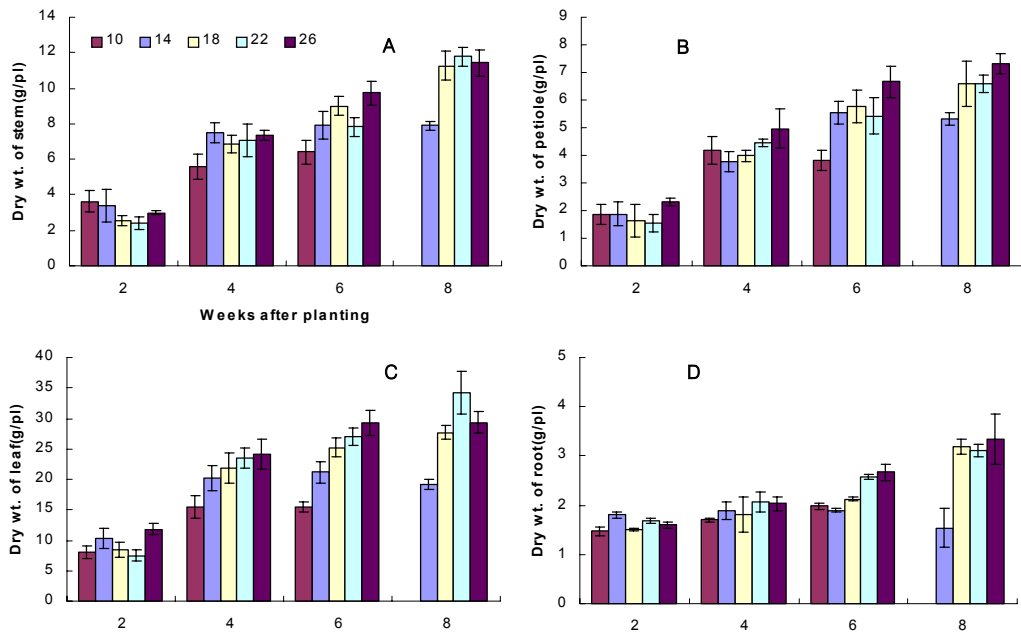 14
12
10
8
6
4
2
0
Dry wt. of stem(g/pl)
10 14 18 22 26
A
2 4 6 8
Weeks after planting
9
8
7
6
5
4
3
2
1
0
Dry wt. of petiole(g/pl)
B
2 4 6 8
40
35
30
25
20
15
10
5
0
Dry wt. of leaf(g/pl)
C
2 4 6 8
5
4
3
2
1
0
Dry wt. of root(g/pl)
D
2 4 6 8